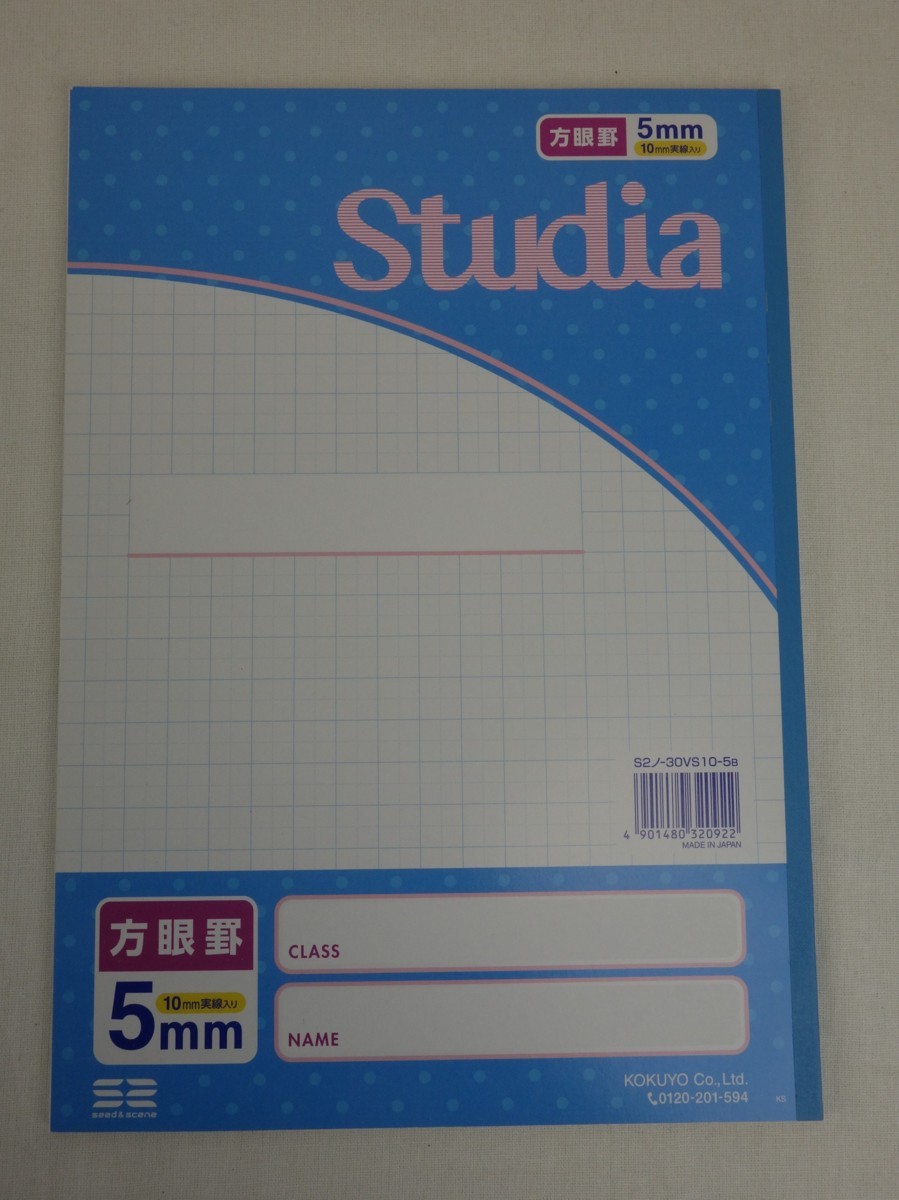 方眼罫 5mm
10mm実線入り
Studia
S2ノ-30VS10-5B
4 901480 320922
MADE IN JAPAN
方眼罫
10mm実線入り
5mm
CLASS
NAME
seed & scene
KOKUYO Co.,Ltd.
0120-201-594
KS